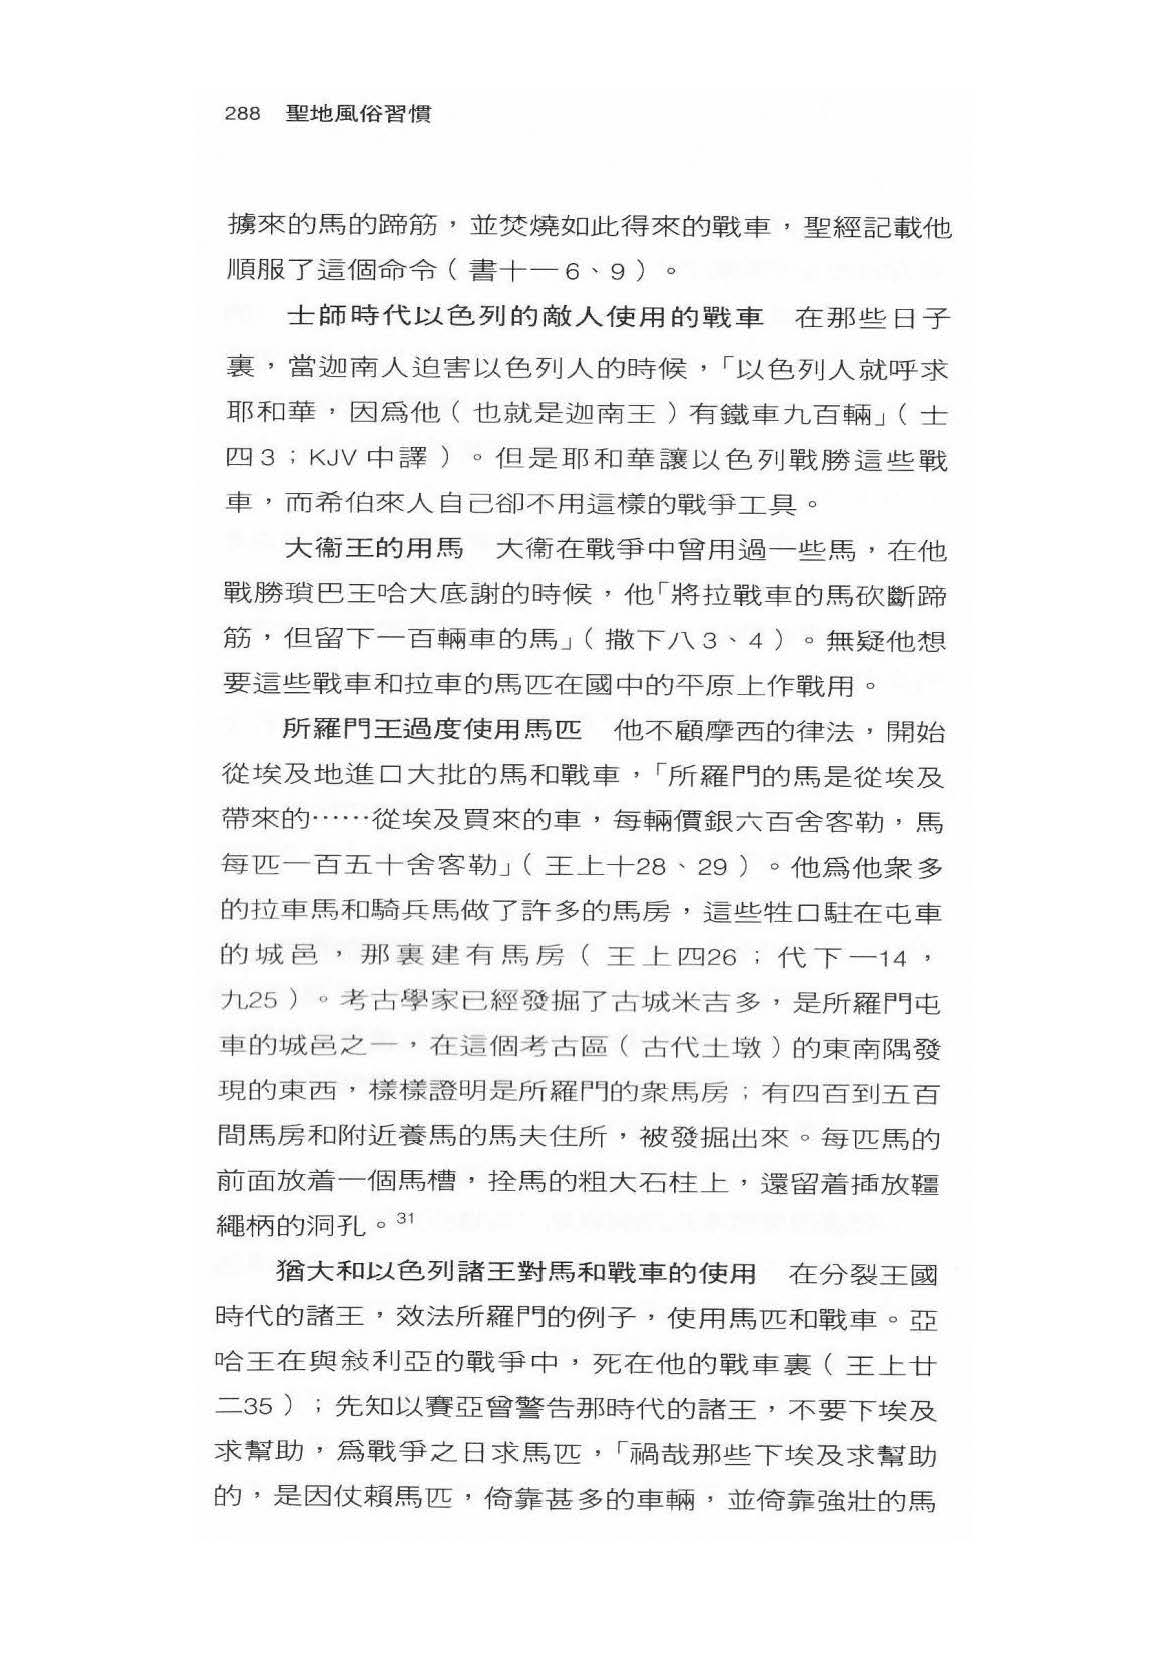 288 聖地風俗習慣
擄來的馬的蹄筋，並焚燒如此得來的戰車，聖經記載他
順服了這個命令（書十一6、9）。
士師時代以色列的敵人使用的戰車 在那些日子
裏，當迦南人迫害以色列人的時候，「以色列人就呼求
耶和華，因爲他（也就是迦南王）有鐵車九百輛」（士
四3；KJV中譯）。但是耶和華讓以色列戰勝這些戰
車，而希伯來人自己卻不用這樣的戰爭工具。
大衞王的用馬 大衞在戰爭中曾用過一些馬，在他
戰勝瑣巴王哈大底謝的時候，他「將拉戰車的馬砍斷蹄
筋，但留下一百輛車的馬」（撒下八3、4）。無疑他想
要這些戰車和拉車的馬匹在國中的平原上作戰用。
所羅門王過度使用馬匹 他不顧摩西的律法，開始
從埃及地進口大批的馬和戰車，「所羅門的馬是從埃及
帶來的……從埃及買來的車，每輛價銀六百舍客勒，馬
每匹一百五十舍客勒」（王上十28、29）。他爲他衆多
的拉車馬和騎兵馬做了許多的馬房，這些牲口駐在屯車
的城邑，那裏建有馬房（王上四26；代下一14，
九25）。考古學家已經發掘了古城米吉多，是所羅門屯
車的城邑之一，在這個考古區（古代土墩）的東南隅發
現的東西，樣樣證明是所羅門的衆馬房；有四百到五百
間馬房和附近養馬的馬夫住所，被發掘出來。每匹馬的
前面放着一個馬槽，拴馬的粗大石柱上，還留着揷放韁
繩柄的洞孔。31
猶大和以色列諸王對馬和戰車的使用 在分裂王國
時代的諸王，效法所羅門的例子，使用馬匹和戰車。亞
哈王在與敍利亞的戰爭中，死在他的戰車裏（王上廿
二35）；先知以賽亞曾警告那時代的諸王，不要下埃及
求幫助，爲戰爭之日求馬匹，「禍哉那些下埃及求幫助
的，是因仗賴馬匹，倚靠甚多的車輛，並倚靠強壯的馬